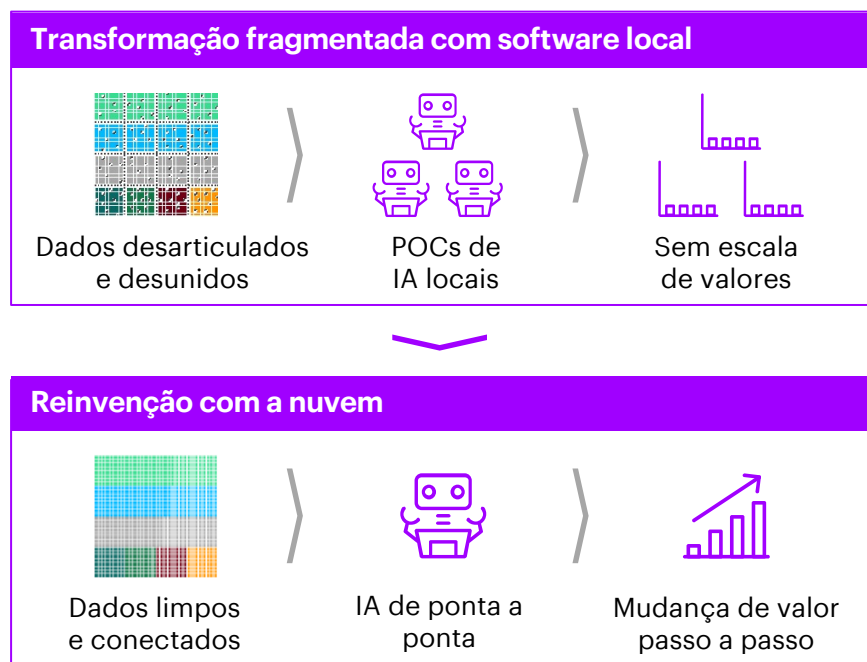 Transformação fragmentada com software local
Dados desarticulados
e desunidos
POCs de
IA locais
Sem escala
de valores
Reinvenção com a nuvem
Dados limpos
e conectados
IA de ponta a
ponta
Mudança de valor
passo a passo